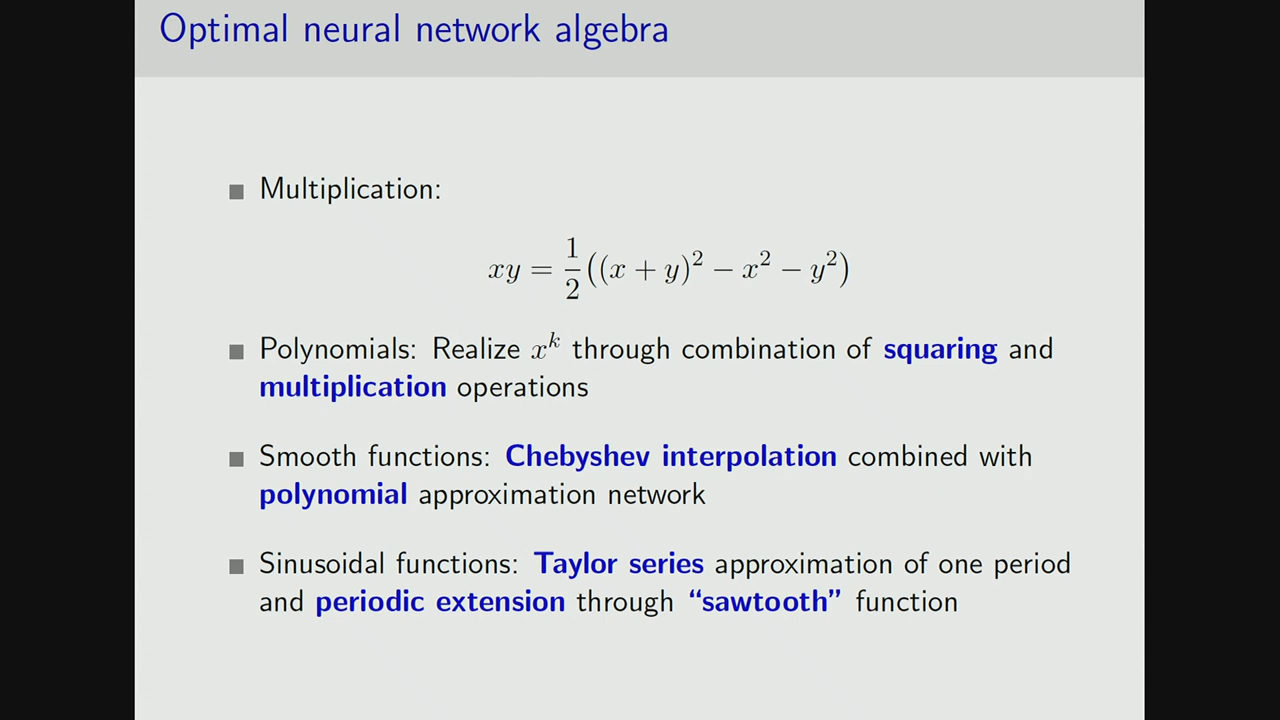 Optimal neural network algebra
Multiplication:
xy = \frac{1}{2}((x + y)^2 − x^2 − y^2)
Polynomials: Realize x^k through combination of squaring and
multiplication operations
Smooth functions: Chebyshev interpolation combined with
polynomial approximation network
Sinusoidal functions: Taylor series approximation of one period
and periodic extension through “sawtooth” function